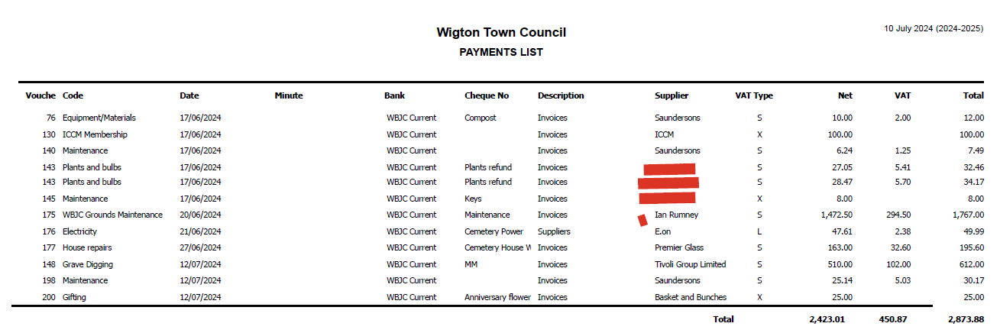 10 July 2024 (2024-2025)
Wigton Town Council
PAYMENTS LIST
Vouche Code Date Minute Bank Cheque No Description Supplier VAT Type Net VAT Total
76 Equipment/Materials 17/06/2024 WBJC Current Compost Invoices Saundersons S 10.00 2.00 12.00
130 ICCM Membership 17/06/2024 WBJC Current Invoices ICCM X 100.00 100.00
140 Maintenance 17/06/2024 WBJC Current Invoices Saundersons S 6.24 1.25 7.49
143 Plants and bulbs 17/06/2024 WBJC Current Plants refund Invoices S 27.05 5.41 32.46
143 Plants and bulbs 17/06/2024 WBJC Current Plants refund Invoices S 28.47 5.70 34.17
145 Maintenance 17/06/2024 WBJC Current Keys Invoices X 8.00 8.00
175 WBJC Grounds Maintenance 20/06/2024 WBJC Current Maintenance Invoices Ian Rumney S 1,472.50 294.50 1,767.00
176 Electricity 21/06/2024 WBJC Current Cemetery Power Suppliers E.on L 47.61 2.38 49.99
177 House repairs 27/06/2024 WBJC Current Cemetery House W Invoices Premier Glass S 163.00 32.60 195.60
148 Grave Digging 12/07/2024 WBJC Current MM Invoices Tivoli Group Limited S 510.00 102.00 612.00
198 Maintenance 12/07/2024 WBJC Current Invoices Saundersons S 25.14 5.03 30.17
200 Gifting 12/07/2024 WBJC Current Anniversary flower Invoices Basket and Bunches X 25.00 25.00
Total 2,423.01 450.87 2,873.88